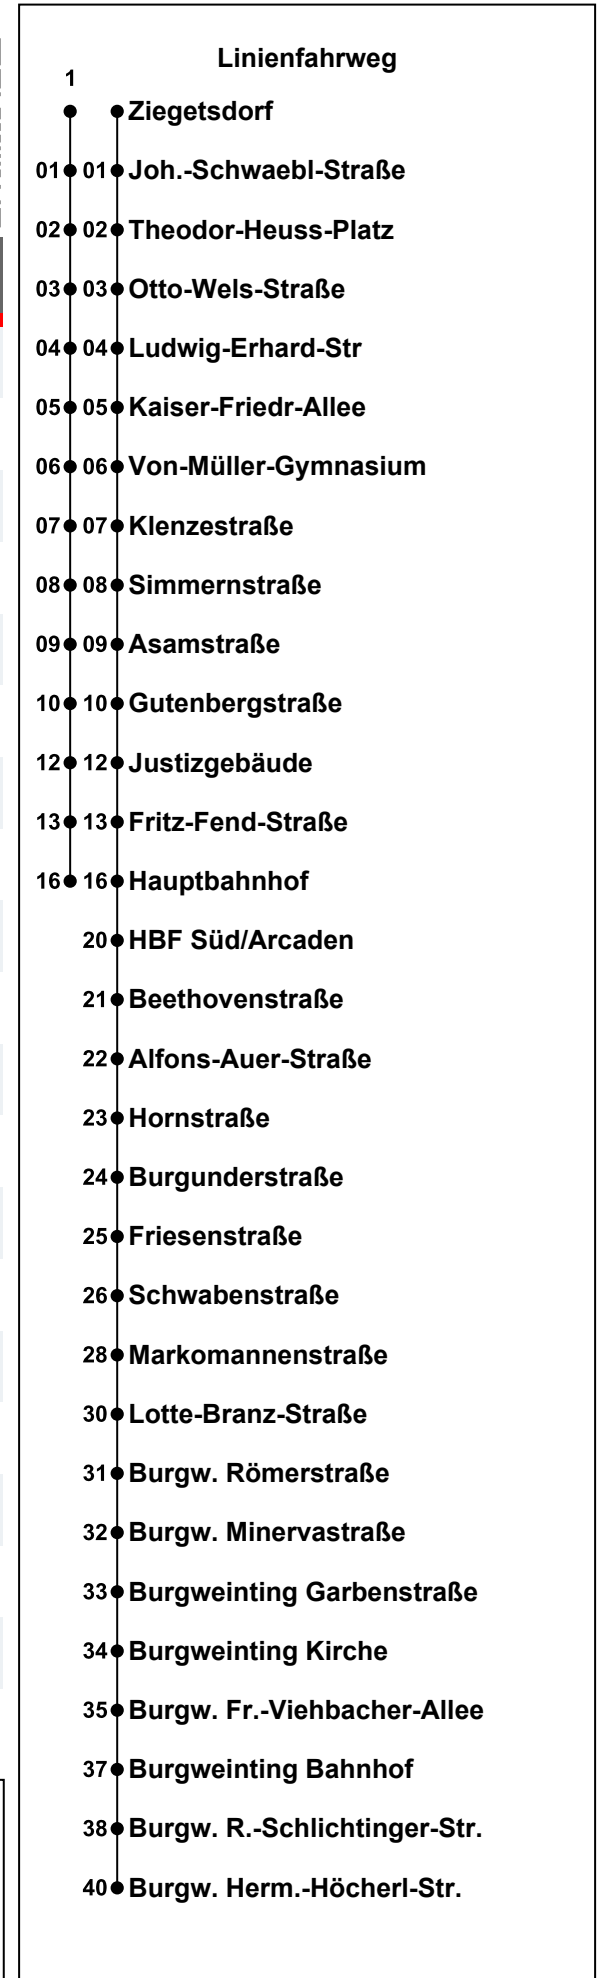 Linienfahrweg
1
Ziegetsdorf
01 01 Joh.-Schwaebl-Straße
02 02 Theodor-Heuss-Platz
03 03 Otto-Wels-Straße
04 04 Ludwig-Erhard-Str
05 05 Kaiser-Friedr-Allee
06 06 Von-Müller-Gymnasium
07 07 Klenzestraße
08 08 Simmernstraße
09 09 Asamstraße
10 10 Gutenbergstraße
12 12 Justizgebäude
13 13 Fritz-Fend-Straße
16 16 Hauptbahnhof
20 HBF Süd/Arcaden
21 Beethovenstraße
22 Alfons-Auer-Straße
23 Hornstraße
24 Burgunderstraße
25 Friesenstraße
26 Schwabenstraße
28 Markomannenstraße
30 Lotte-Branz-Straße
31 Burgw. Römerstraße
32 Burgw. Minervastraße
33 Burgweinting Garbenstraße
34 Burgweinting Kirche
35 Burgw. Fr.-Viehbacher-Allee
37 Burgweinting Bahnhof
38 Burgw. R.-Schlichtinger-Str.
40 Burgw. Herm.-Höcherl-Str.